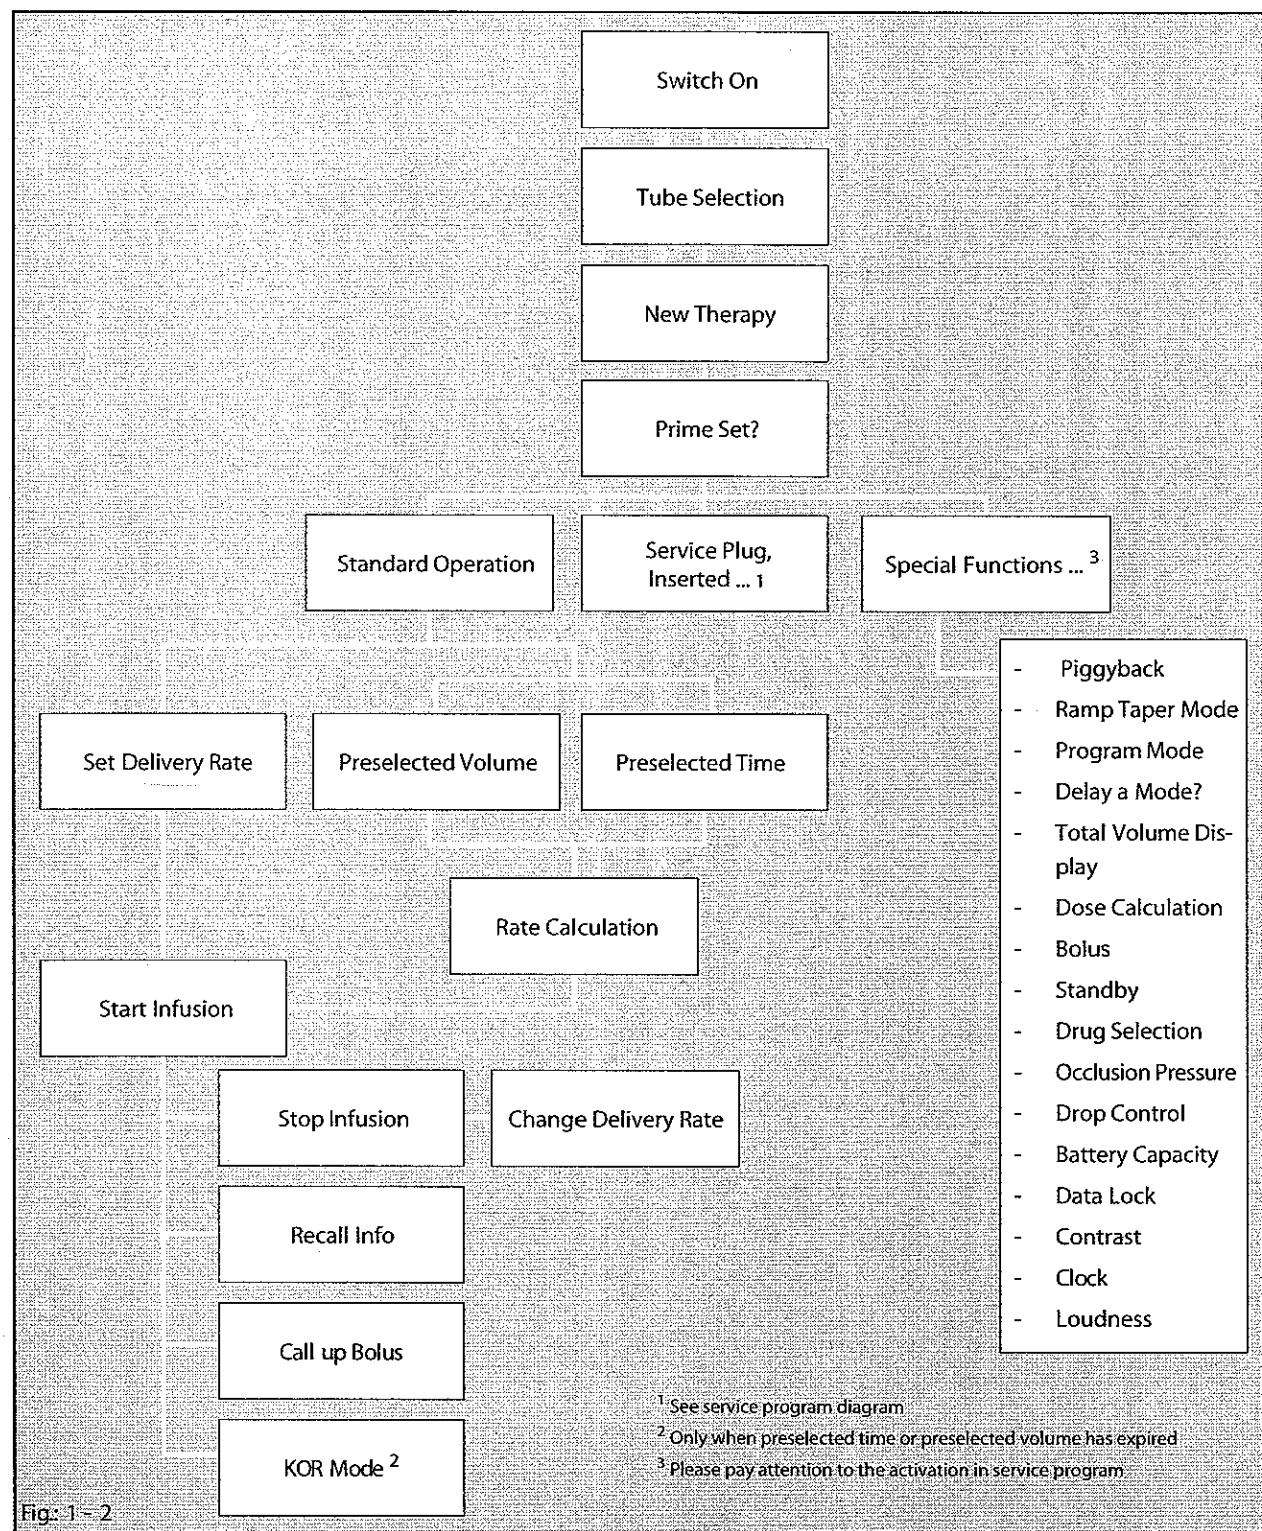 Switch On
Tube Selection
New Therapy
Prime Set?
Standard Operation
Service Plug,
Inserted ... 1
Special Functions ... 3
- Piggyback
- Ramp Taper Mode
- Program Mode
- Delay a Mode?
- Total Volume Dis-
play
- Dose Calculation
- Bolus
- Standby
- Drug Selection
- Occlusion Pressure
- Drop Control
- Battery Capacity
- Data Lock
- Contrast
- Clock
- Loudness
Set Delivery Rate
Preselected Volume
Preselected Time
Rate Calculation
Start Infusion
Stop Infusion
Change Delivery Rate
Recall Info
Call up Bolus
KOR Mode 2
1 See service program diagram
2 Only when preselected time or preselected volume has expired
3 Please pay attention to the activation in service program
Fig.: 1 – 2